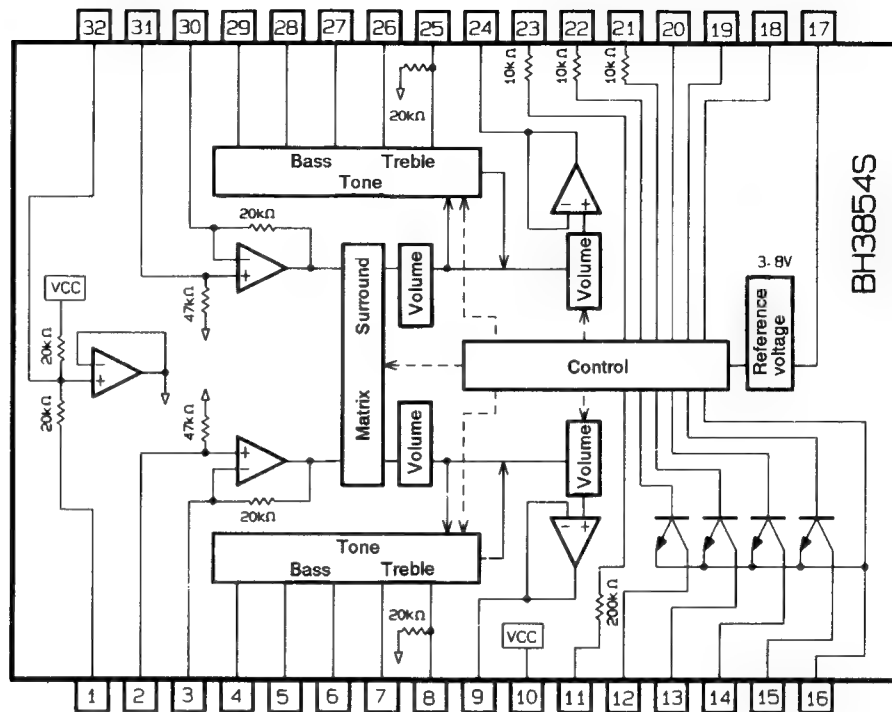 32 31 30 29 28 27 26 25 24 23 22 21 20 19 18 17
10kΩ 10kΩ 10kΩ
20kΩ
Bass Treble
Tone
BH3854S
20kΩ
Surround Matrix
Volume
Volume
3.8V
Reference voltage
VCC
47kΩ
20kΩ
Control
20kΩ
47kΩ
Volume
Volume
20kΩ
Tone
Bass Treble
20kΩ
VCC
200kΩ
1 2 3 4 5 6 7 8 9 10 11 12 13 14 15 16